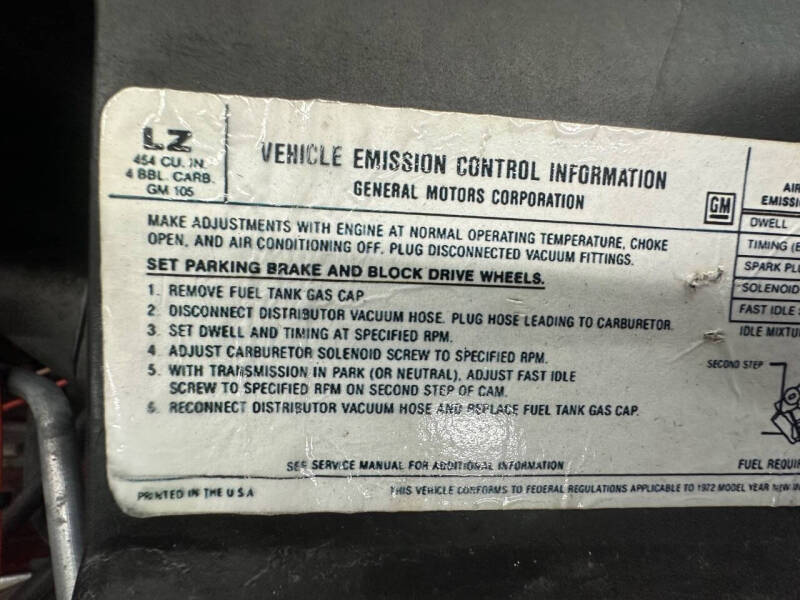 LZ
454 CU. IN.
4 BBL. CARB.
GM 105
VEHICLE EMISSION CONTROL INFORMATION
GENERAL MOTORS CORPORATION
GM
MAKE ADJUSTMENTS WITH ENGINE AT NORMAL OPERATING TEMPERATURE, CHOKE
OPEN, AND AIR CONDITIONING OFF. PLUG DISCONNECTED VACUUM FITTINGS.
SET PARKING BRAKE AND BLOCK DRIVE WHEELS.
1. REMOVE FUEL TANK GAS CAP
2. DISCONNECT DISTRIBUTOR VACUUM HOSE. PLUG HOSE LEADING TO CARBURETOR.
3. SET DWELL AND TIMING AT SPECIFIED RPM.
4. ADJUST CARBURETOR SOLENOID SCREW TO SPECIFIED RPM.
5. WITH TRANSMISSION IN PARK (OR NEUTRAL), ADJUST FAST IDLE
SCREW TO SPECIFIED RPM ON SECOND STEP OF CAM.
6. RECONNECT DISTRIBUTOR VACUUM HOSE AND REPLACE FUEL TANK GAS CAP.
SEE SERVICE MANUAL FOR ADDITIONAL INFORMATION
PRINTED IN THE U S A
THIS VEHICLE CONFORMS TO FEDERAL REGULATIONS APPLICABLE TO 1972 MODEL YEAR NEW
AIR
EMISSIO
DWELL
TIMING (E
SPARK PLU
SOLENOID
FAST IDLE
IDLE MIXTU
SECOND STEP
FUEL REQUI